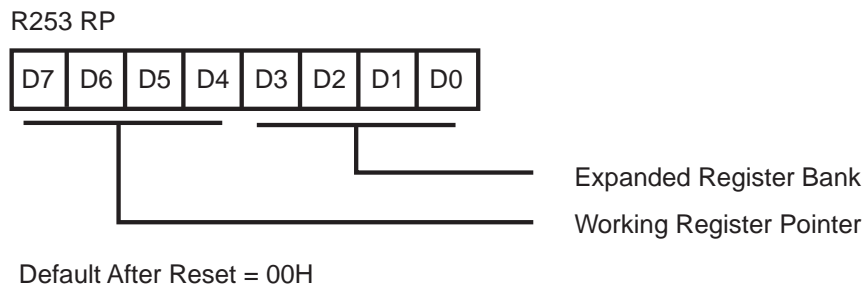 R253 RP
D7 D6 D5 D4 D3 D2 D1 D0
Expanded Register Bank
Working Register Pointer
Default After Reset = 00H